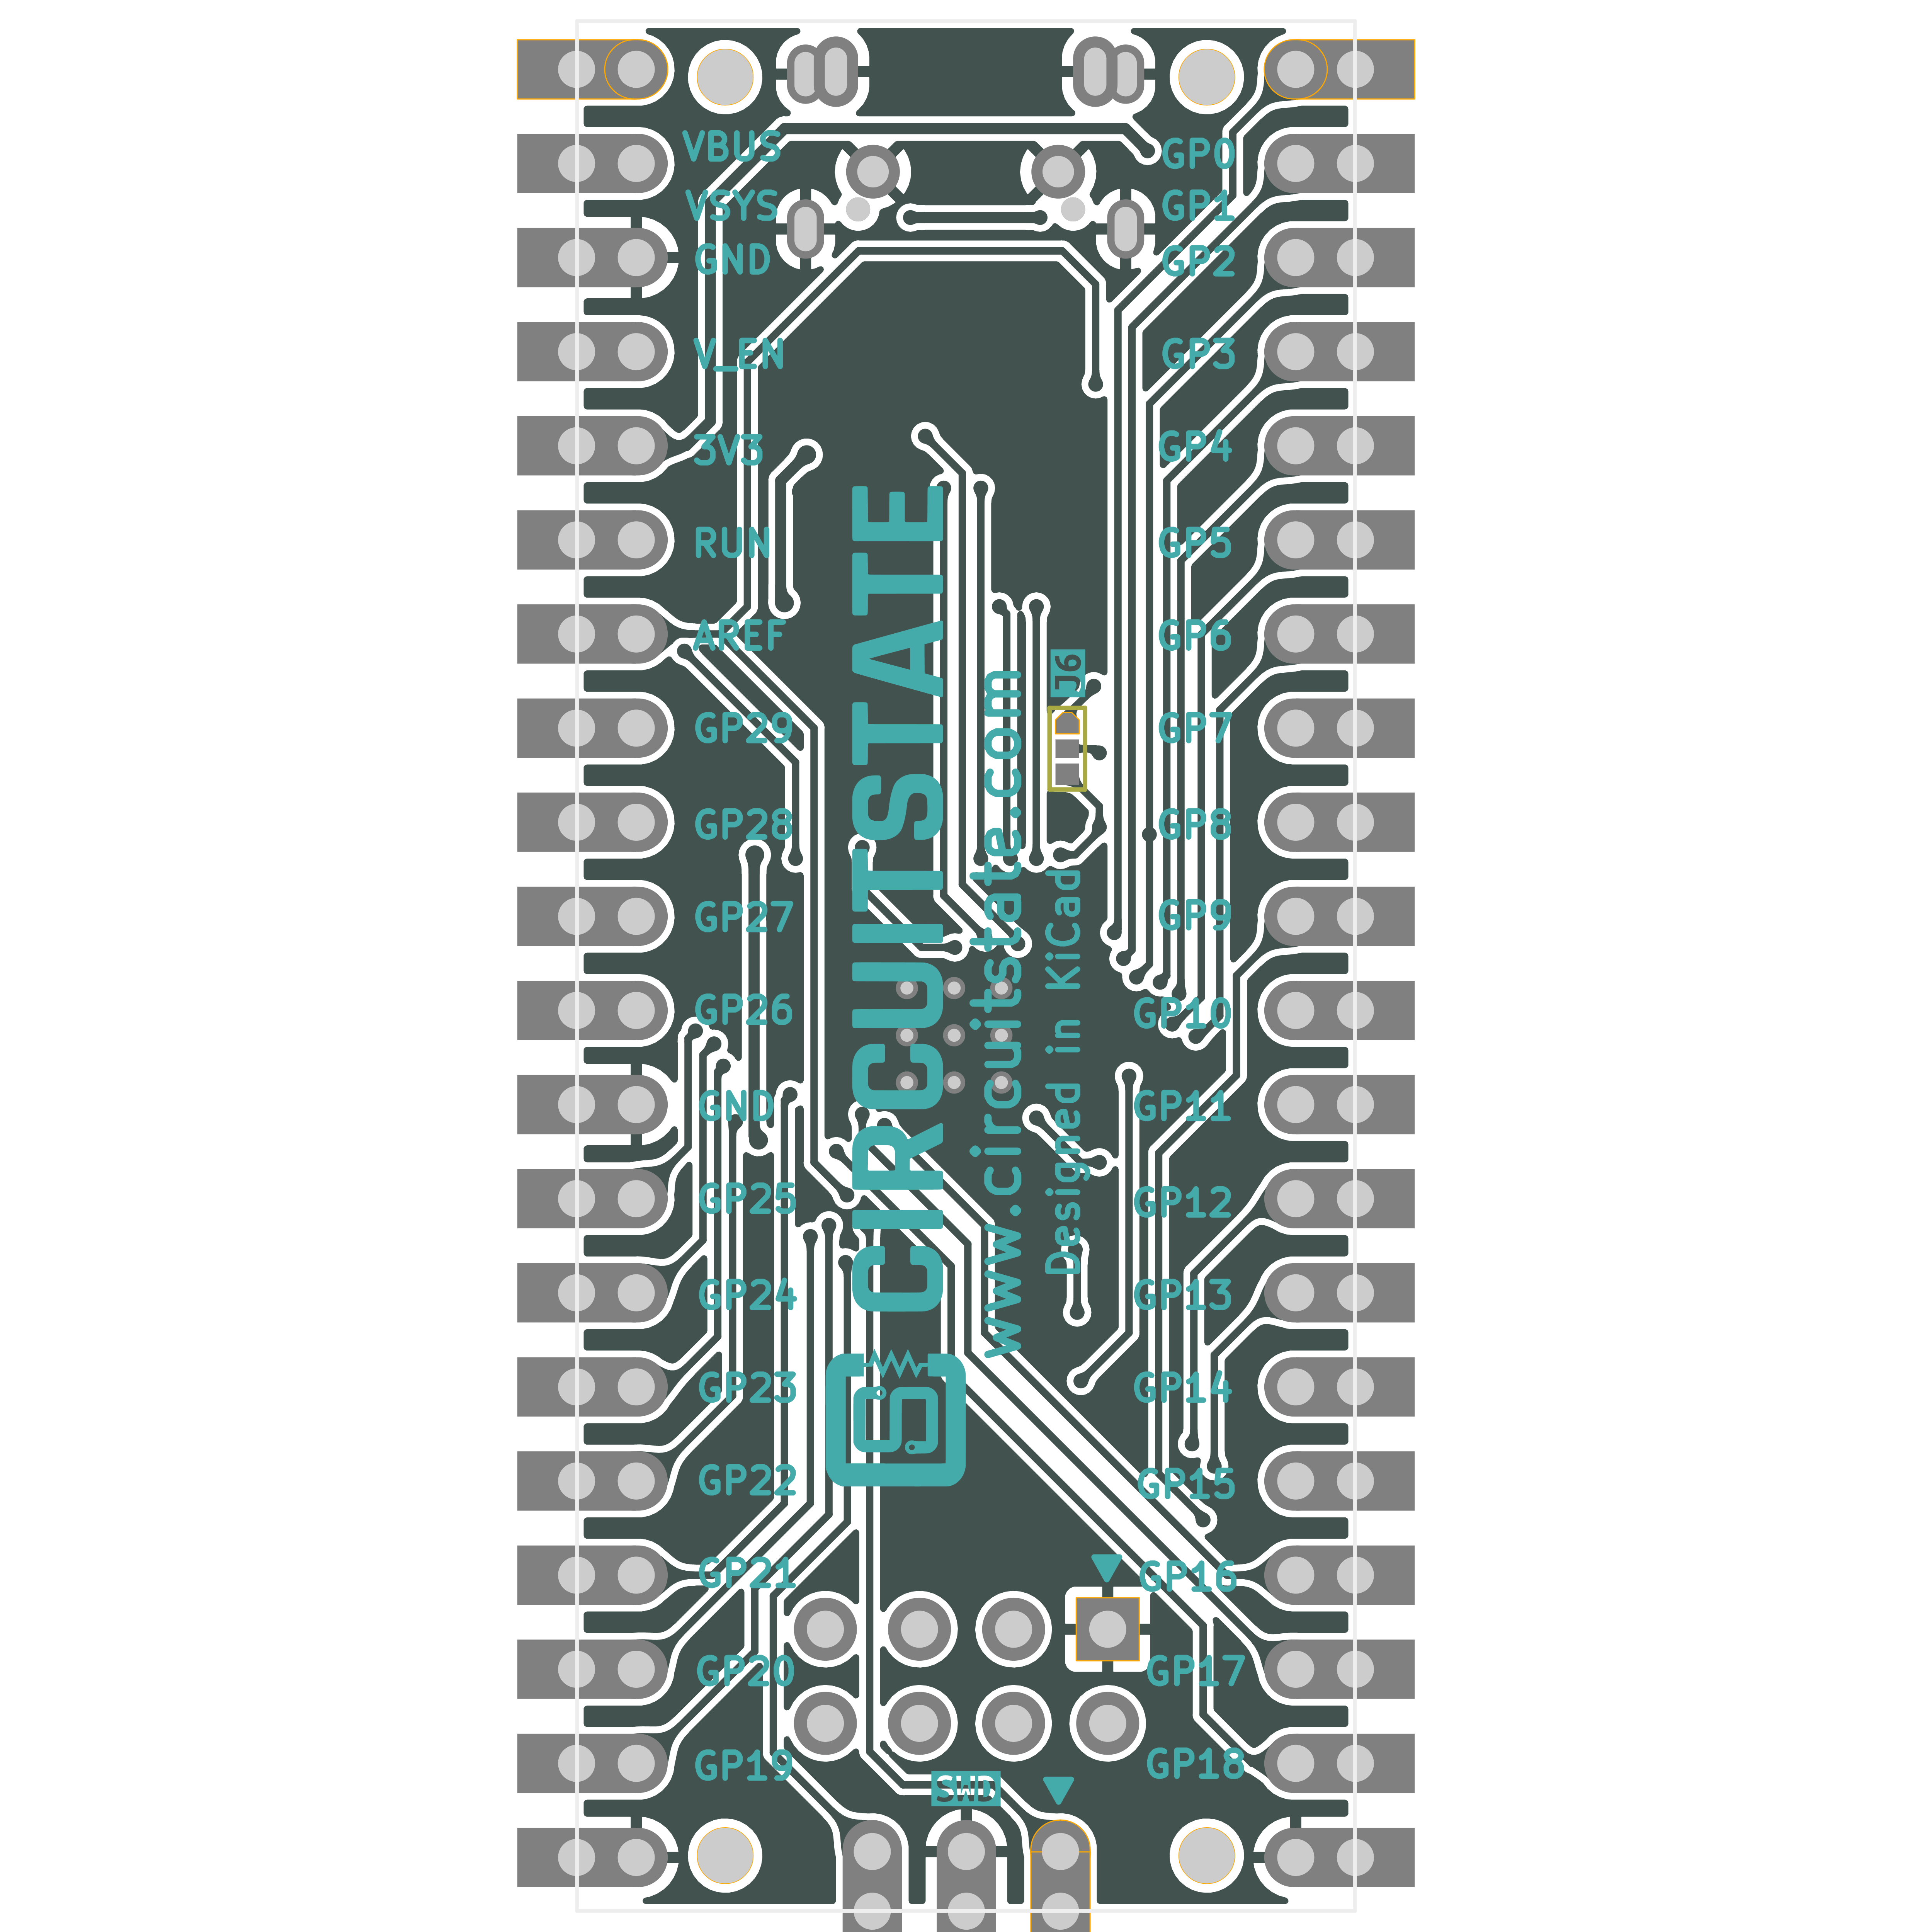 VBUS
VSYS
GND
V_EN
3V3
RUN
AREF
GP29
GP28
GP27
GP26
GND
GP25
GP24
GP23
GP22
GP21
GP20
GP19
CIRCUITSTATE
www.circuitstate.com
Designed in KiCad
J6
SWD
GP0
GP1
GP2
GP3
GP4
GP5
GP6
GP7
GP8
GP9
GP10
GP11
GP12
GP13
GP14
GP15
GP16
GP17
GP18